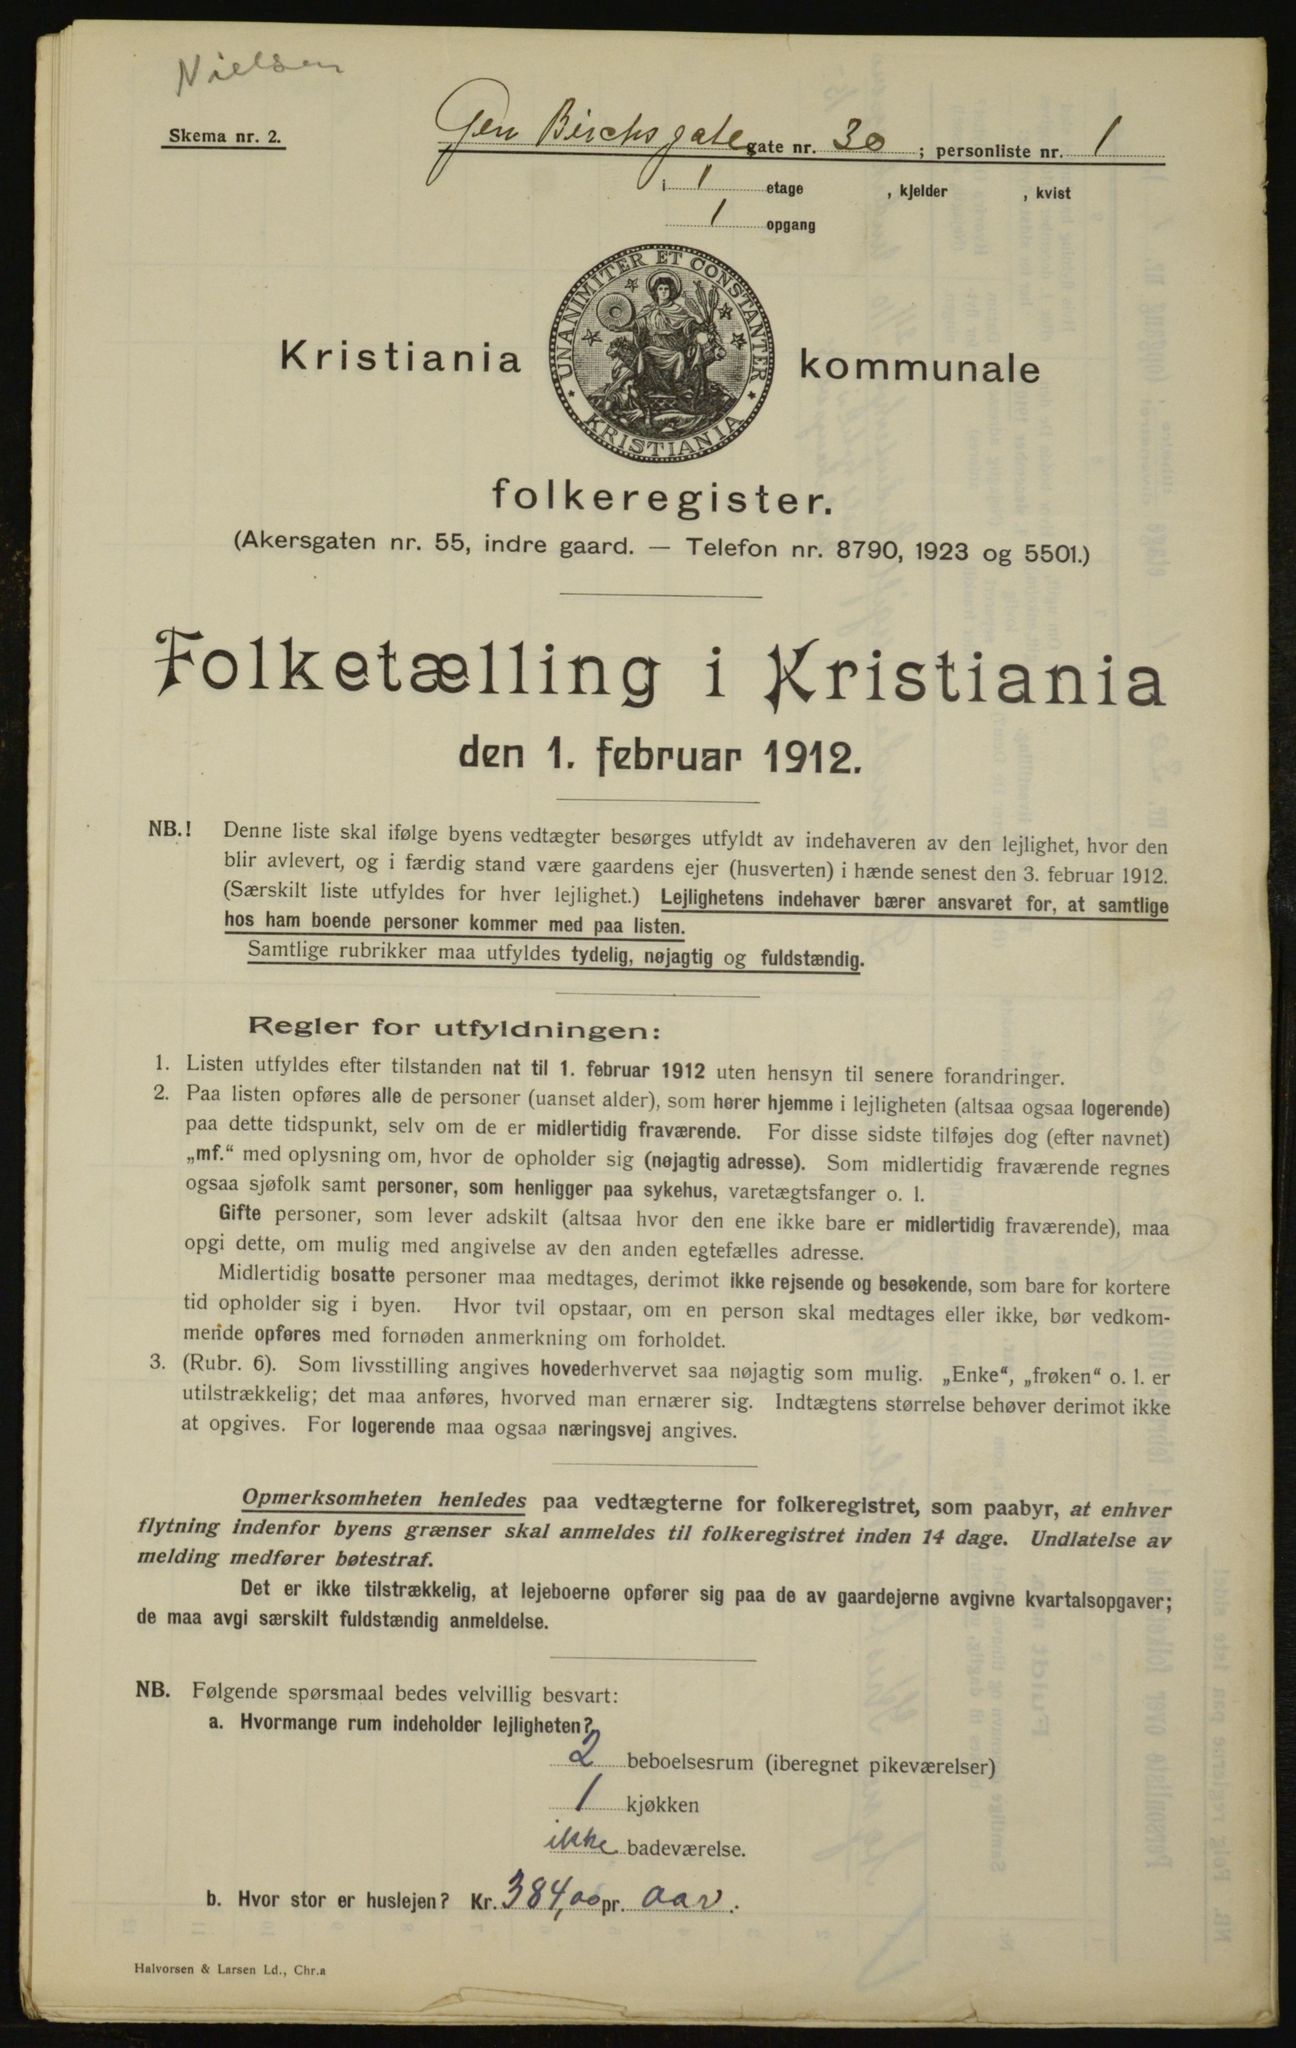 Nielsen
Skema nr. 2.
Gen Birchsgate gate nr. 30 ; personliste nr. 1
i 1 etage , kjelder , kvist
1 opgang
UNANIMITER ET CONSTANTER
KRISTIANIA
Kristiania kommunale
folkeregister.
(Akersgaten nr. 55, indre gaard. — Telefon nr. 8790, 1923 og 5501.)
Folketælling i Kristiania
den 1. februar 1912.
NB.! Denne liste skal ifølge byens vedtægter besørges utfyldt av indehaveren av den lejlighet, hvor den
blir avlevert, og i færdig stand være gaardens ejer (husverten) i hænde senest den 3. februar 1912.
(Særskilt liste utfyldes for hver lejlighet.) Lejlighetens indehaver bærer ansvaret for, at samtlige
hos ham boende personer kommer med paa listen.
Samtlige rubrikker maa utfyldes tydelig, nøjagtig og fuldstændig.
Regler for utfyldningen:
1. Listen utfyldes efter tilstanden nat til 1. februar 1912 uten hensyn til senere forandringer.
2. Paa listen opføres alle de personer (uanset alder), som hører hjemme i lejligheten (altsaa ogsaa logerende)
paa dette tidspunkt, selv om de er midlertidig fraværende. For disse sidste tilføjes dog (efter navnet)
„mf.“ med oplysning om, hvor de opholder sig (nøjagtig adresse). Som midlertidig fraværende regnes
ogsaa sjøfolk samt personer, som henligger paa sykehus, varetægtsfanger o. l.
Gifte personer, som lever adskilt (altsaa hvor den ene ikke bare er midlertidig fraværende), maa
opgi dette, om mulig med angivelse av den anden egtefælles adresse.
Midlertidig bosatte personer maa medtages, derimot ikke rejsende og besøkende, som bare for kortere
tid opholder sig i byen. Hvor tvil opstaar, om en person skal medtages eller ikke, bør vedkom-
mende opføres med fornøden anmerkning om forholdet.
3. (Rubr. 6). Som livsstilling angives hovederhvervet saa nøjagtig som mulig. „Enke“, „frøken“ o. l. er
utilstrækkelig; det maa anføres, hvorved man ernærer sig. Indtægtens størrelse behøver derimot ikke
at opgives. For logerende maa ogsaa næringsvej angives.
Opmerksomheten henledes paa vedtægterne for folkeregistret, som paabyr, at enhver
flytning indenfor byens grænser skal anmeldes til folkeregistret inden 14 dage. Undlatelse av
melding medfører bøtestraf.
Det er ikke tilstrækkelig, at lejeboerne opfører sig paa de av gaardejerne avgivne kvartalsopgaver;
de maa avgi særskilt fuldstændig anmeldelse.
NB. Følgende spørsmaal bedes velvillig besvart:
a. Hvormange rum indeholder lejligheten?
2 beboelsesrum (iberegnet pikeværelser)
1 kjøkken
ikke badeværelse.
b. Hvor stor er huslejen? Kr. 384,00 pr. aar.
Halvorsen & Larsen Ld., Chr.a